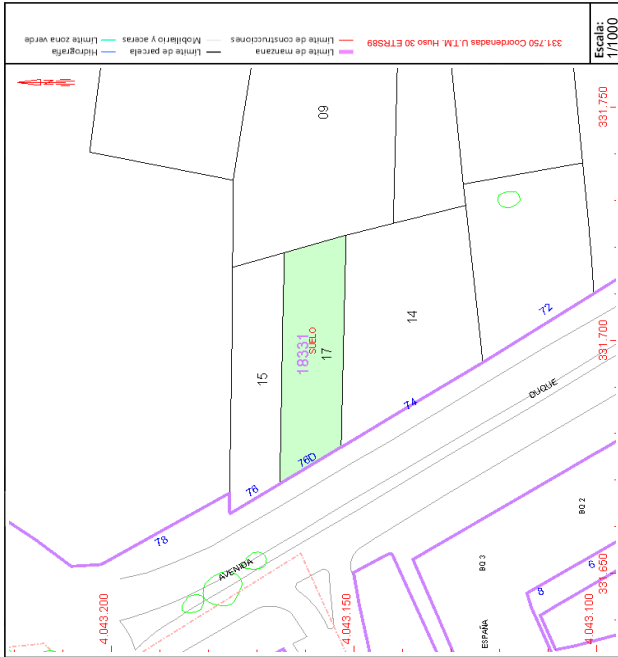 Límite de manzana
Límite de construcciones
Límite de parcela
Mobiliario y aceras
Hidrografía
Límite zona verde
331.750 Coordenadas U.T.M. Huso 30 ETRS89
Escala:
1/1000
09
331.750
15
18331
SUELO
17
14
72
331.700
74
DUQUE
76D
76
78
AVENIDA
BQ 2
BQ 3
6
8
ESPAÑA
331.650
4.043.200
4.043.150
4.043.100